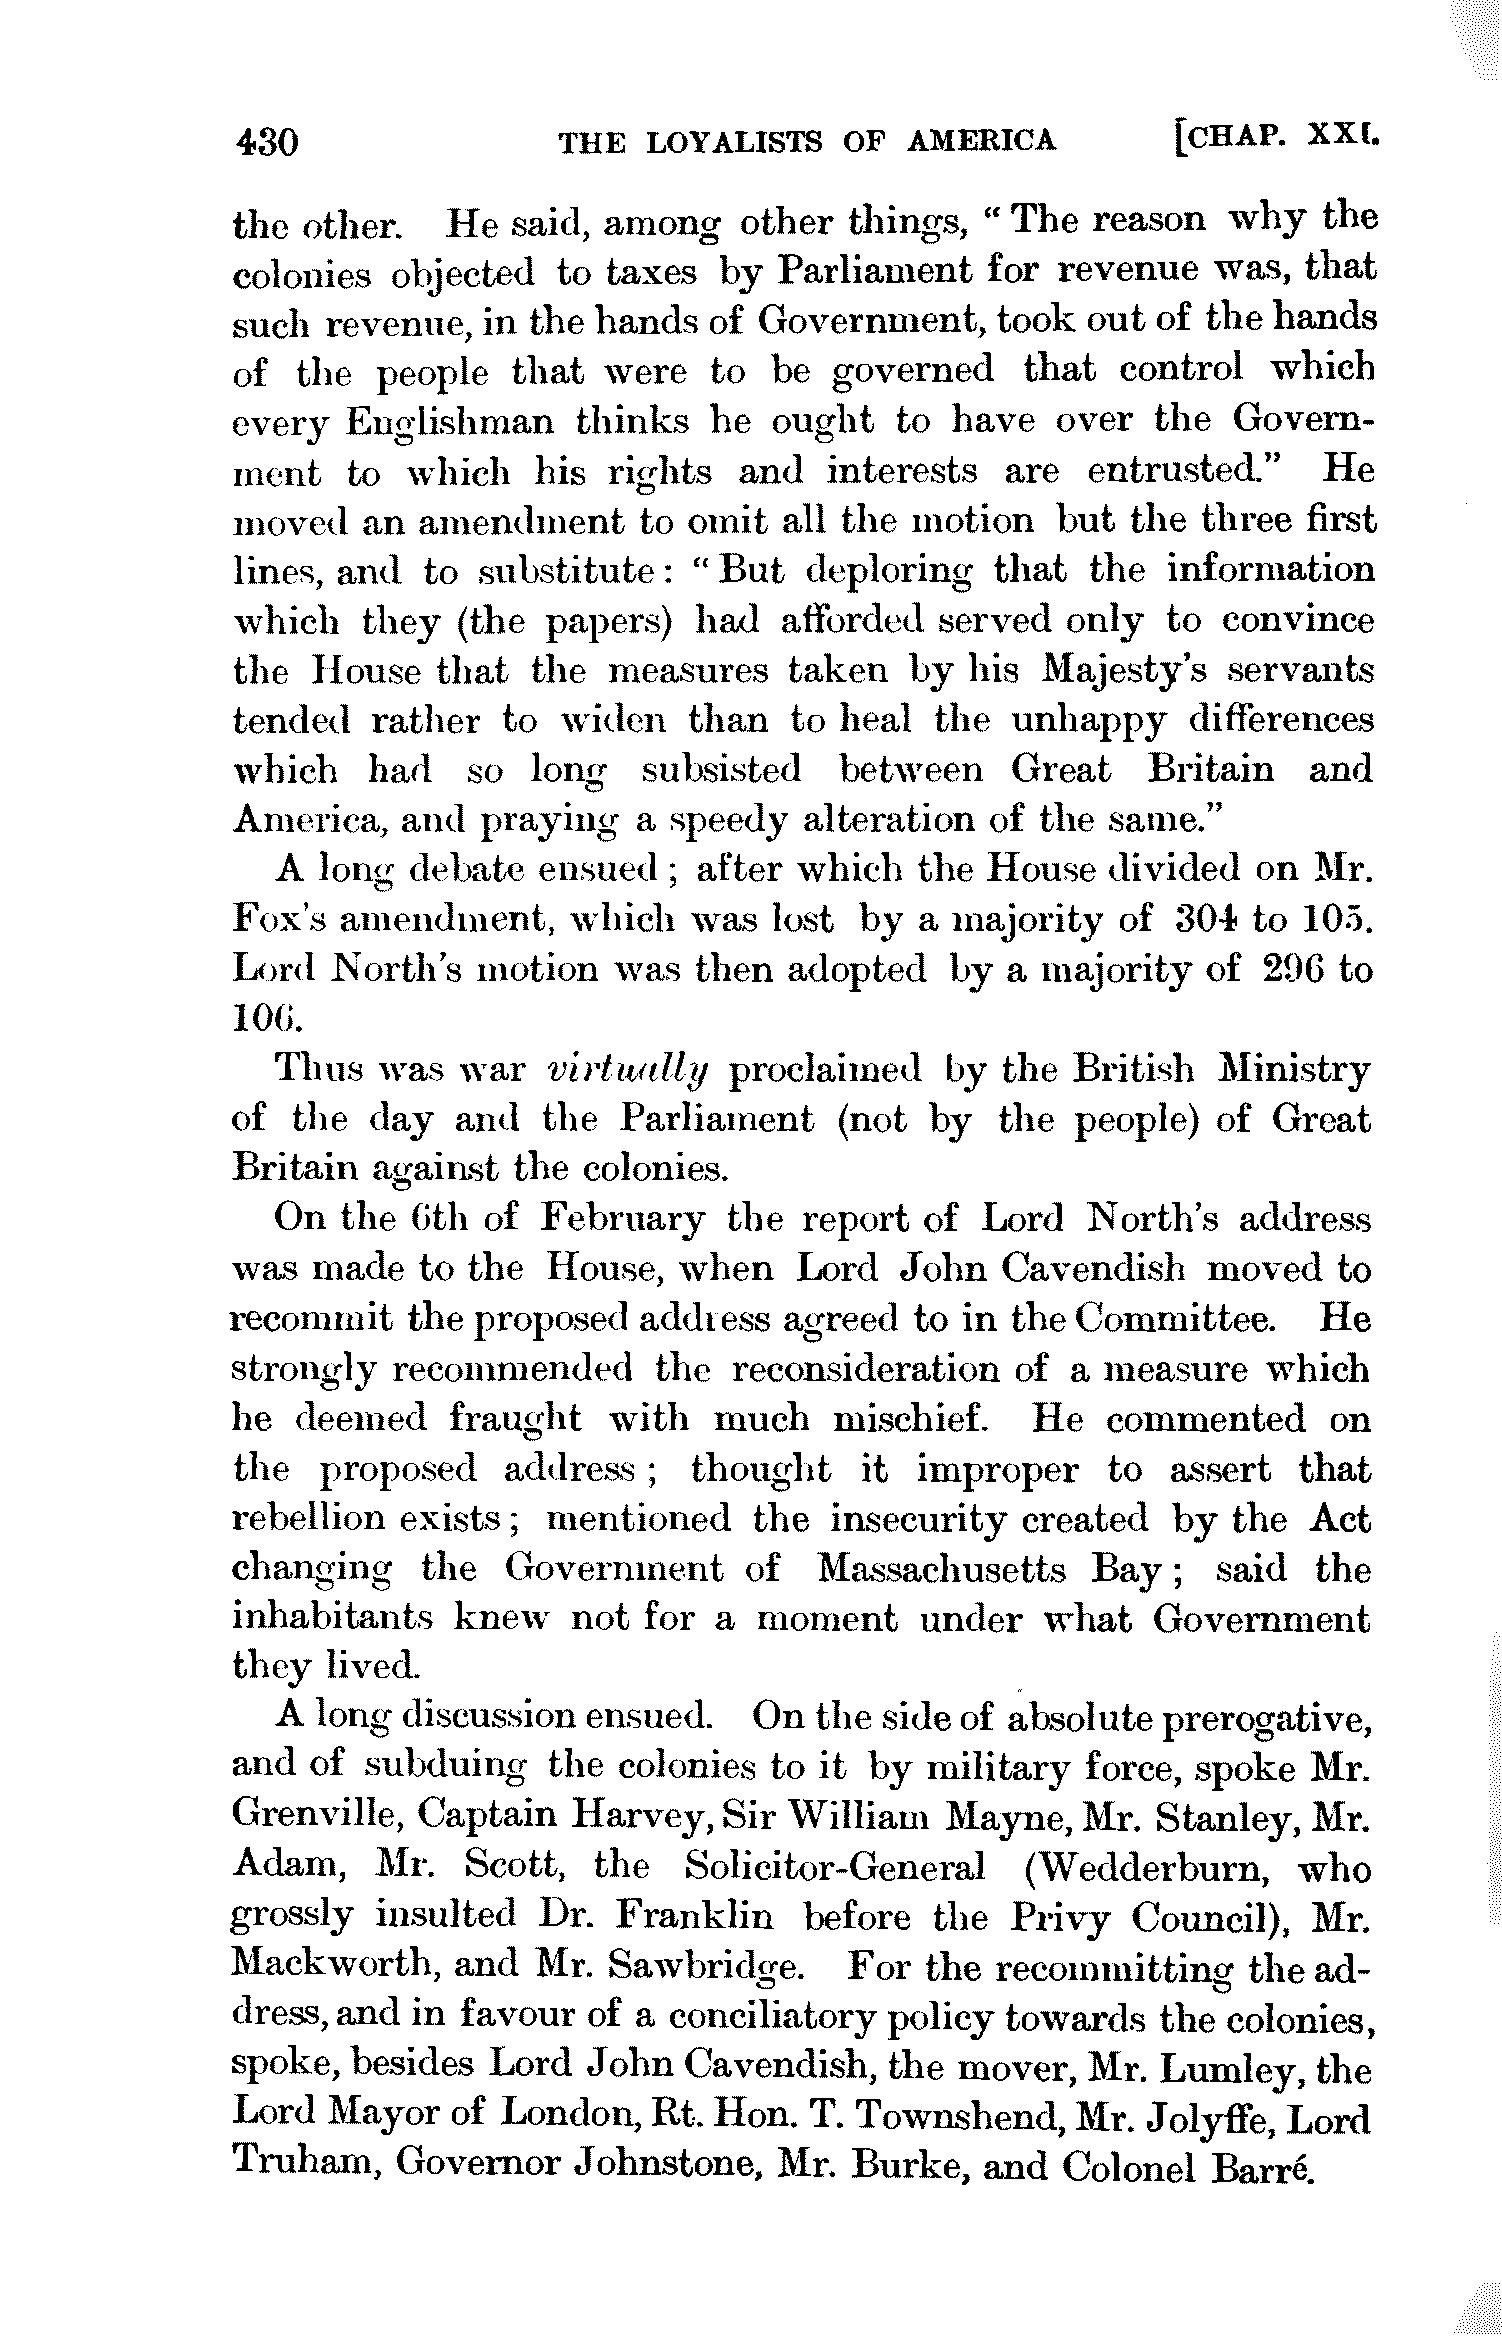 430 THE LOYALISTS OF AMERICA [CHAP. XXI.
the other. He said, among other things, “ The reason why the
colonies objected to taxes by Parliament for revenue was, that
such revenue, in the hands of Government, took out of the hands
of the people that were to be governed that control which
every Englishman thinks he ought to have over the Govern-
ment to which his rights and interests are entrusted.” He
moved an amendment to omit all the motion but the three first
lines, and to substitute : “ But deploring that the information
which they (the papers) had afforded served only to convince
the House that the measures taken by his Majesty’s servants
tended rather to widen than to heal the unhappy differences
which had so long subsisted between Great Britain and
America, and praying a speedy alteration of the same.”
A long debate ensued ; after which the House divided on Mr.
Fox’s amendment, which was lost by a majority of 304 to 105.
Lord North’s motion was then adopted by a majority of 296 to
106.
Thus was war virtually proclaimed by the British Ministry
of the day and the Parliament (not by the people) of Great
Britain against the colonies.
On the 6th of February the report of Lord North’s address
was made to the House, when Lord John Cavendish moved to
recommit the proposed address agreed to in the Committee. He
strongly recommended the reconsideration of a measure which
he deemed fraught with much mischief. He commented on
the proposed address ; thought it improper to assert that
rebellion exists ; mentioned the insecurity created by the Act
changing the Government of Massachusetts Bay ; said the
inhabitants knew not for a moment under what Government
they lived.
A long discussion ensued. On the side of absolute prerogative,
and of subduing the colonies to it by military force, spoke Mr.
Grenville, Captain Harvey, Sir William Mayne, Mr. Stanley, Mr.
Adam, Mr. Scott, the Solicitor-General (Wedderburn, who
grossly insulted Dr. Franklin before the Privy Council), Mr.
Mackworth, and Mr. Sawbridge. For the recommitting the ad-
dress, and in favour of a conciliatory policy towards the colonies,
spoke, besides Lord John Cavendish, the mover, Mr. Lumley, the
Lord Mayor of London, Rt. Hon. T. Townshend, Mr. Jolyffe, Lord
Truham, Governor Johnstone, Mr. Burke, and Colonel Barré.